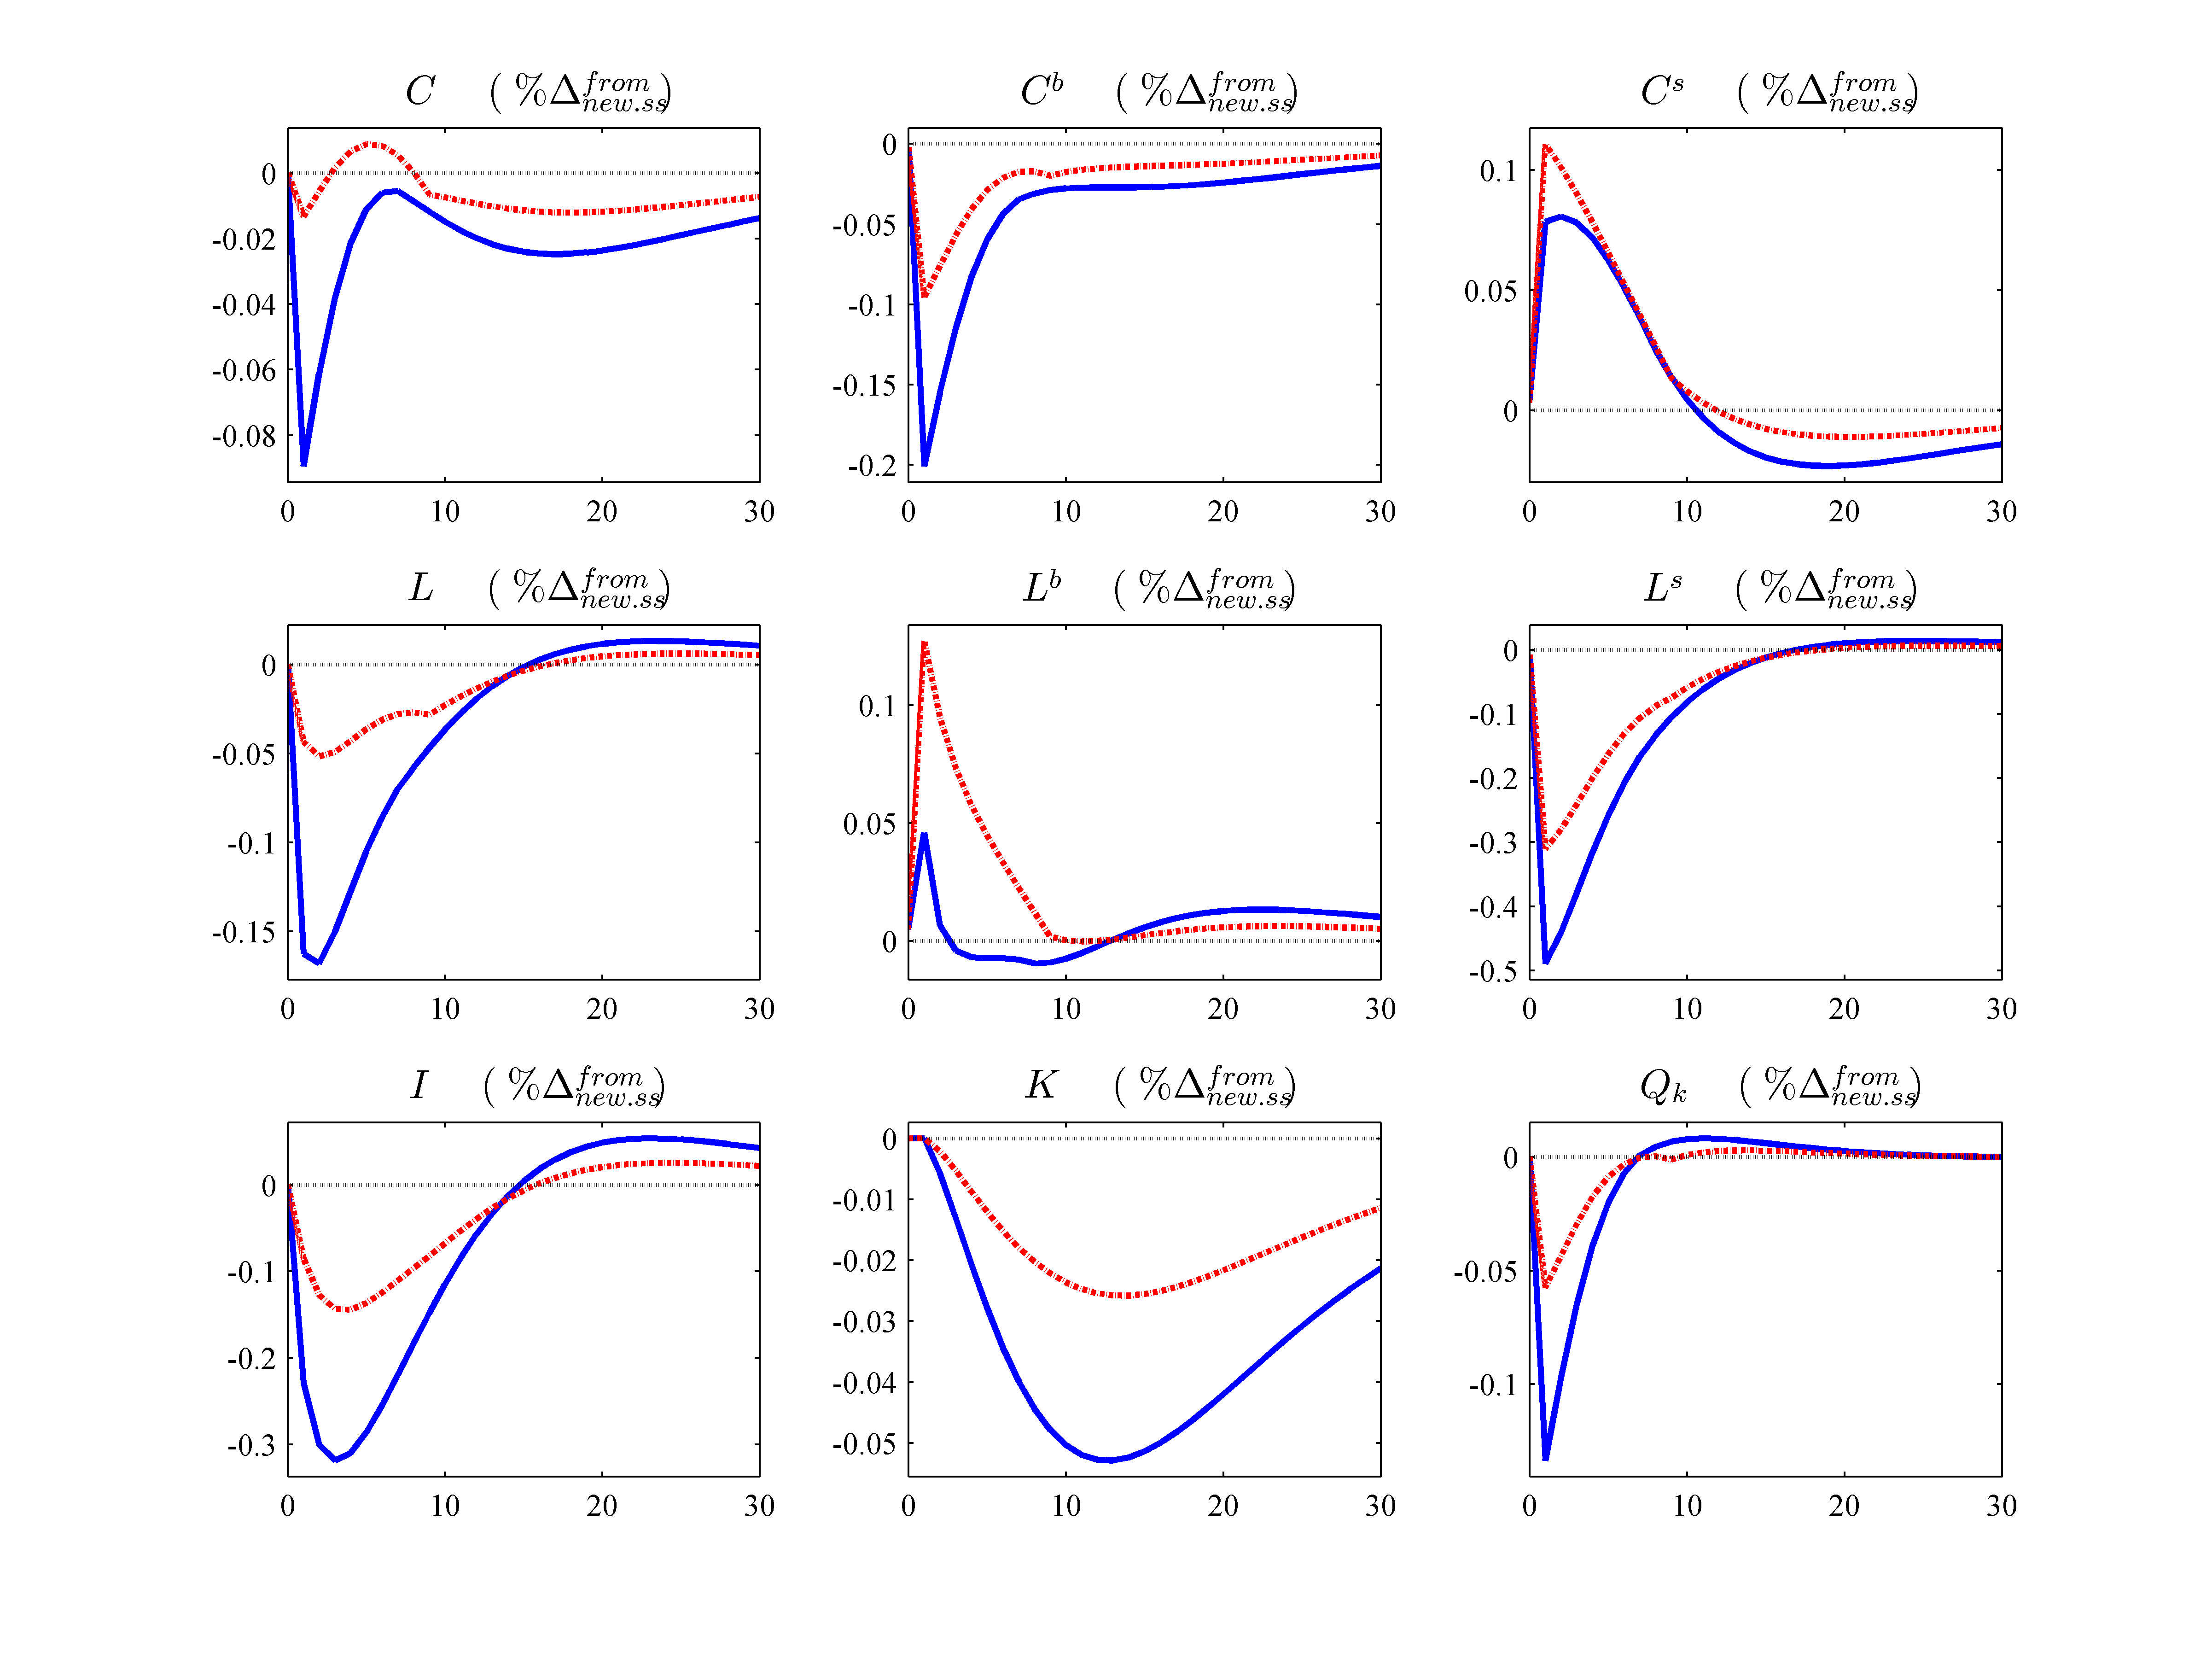 C ( %Δ^{from}_{new.ss})
C^b ( %Δ^{from}_{new.ss})
C^s ( %Δ^{from}_{new.ss})
0
-0.02
-0.04
-0.06
-0.08
0 10 20 30
0
-0.05
-0.1
-0.15
-0.2
0 10 20 30
0.1
0.05
0
0 10 20 30
L ( %Δ^{from}_{new.ss})
L^b ( %Δ^{from}_{new.ss})
L^s ( %Δ^{from}_{new.ss})
0
-0.05
-0.1
-0.15
0 10 20 30
0.1
0.05
0
0 10 20 30
0
-0.1
-0.2
-0.3
-0.4
-0.5
0 10 20 30
I ( %Δ^{from}_{new.ss})
K ( %Δ^{from}_{new.ss})
Q_k ( %Δ^{from}_{new.ss})
0
-0.1
-0.2
-0.3
0 10 20 30
0
-0.01
-0.02
-0.03
-0.04
-0.05
0 10 20 30
0
-0.05
-0.1
0 10 20 30